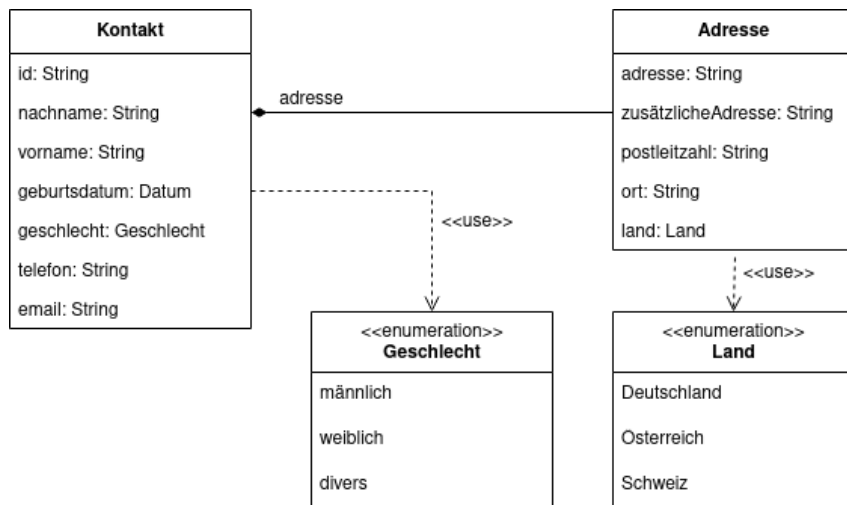 Kontakt
id: String
nachname: String
vorname: String
geburtsdatum: Datum
geschlecht: Geschlecht
telefon: String
email: String
adresse
Adresse
adresse: String
zusätzlicheAdresse: String
postleitzahl: String
ort: String
land: Land
<<use>>
<<use>>
<<enumeration>>
Geschlecht
männlich
weiblich
divers
<<enumeration>>
Land
Deutschland
Osterreich
Schweiz